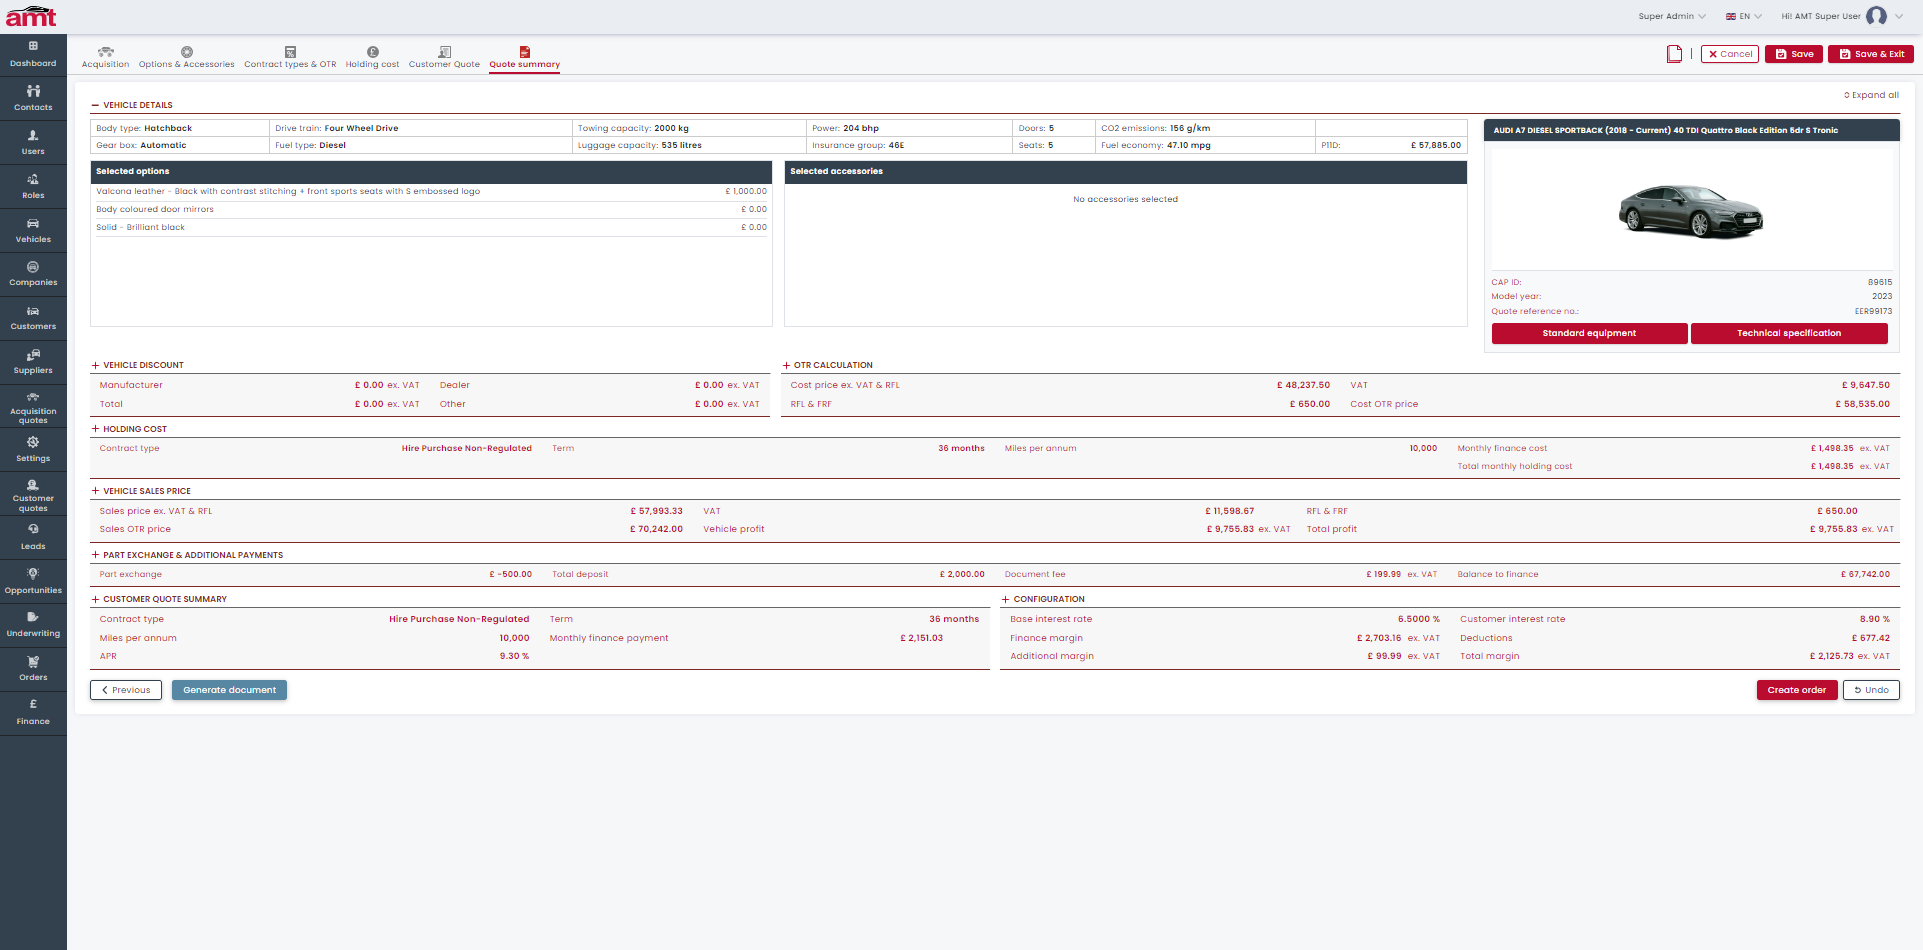 amt
Super Admin
EN
Hi! AMT Super User
Dashboard
Contacts
Users
Roles
Vehicles
Companies
Customers
Suppliers
Acquisition
quotes
Settings
Customer
quotes
Leads
Opportunities
Underwriting
Orders
Finance
Acquisition
Options & Accessories
Contract types & OTR
Holding cost
Customer Quote
Quote summary
Cancel
Save
Save & Exit
Expand all
VEHICLE DETAILS
Body type: Hatchback
Drive train: Four Wheel Drive
Towing capacity: 2000 kg
Power: 204 bhp
Doors: 5
CO2 emissions: 156 g/km
Gear box: Automatic
Fuel type: Diesel
Luggage capacity: 535 litres
Insurance group: 46E
Seats: 5
Fuel economy: 47.10 mpg
P11D: £ 57,885.00
Selected options
Valcona leather - Black with contrast stitching + front sports seats with S embossed logo £ 1,000.00
Body coloured door mirrors £ 0.00
Solid - Brilliant black £ 0.00
Selected accessories
No accessories selected
AUDI A7 DIESEL SPORTBACK (2018 - Current) 40 TDI Quattro Black Edition 5dr S Tronic
CAP ID: 89615
Model year: 2023
Quote reference no.: EER99173
Standard equipment
Technical specification
VEHICLE DISCOUNT
Manufacturer £ 0.00 ex. VAT Dealer £ 0.00 ex. VAT
Total £ 0.00 ex. VAT Other £ 0.00 ex. VAT
OTR CALCULATION
Cost price ex. VAT & RFL £ 48,237.50 VAT £ 9,647.50
RFL & FRF £ 650.00 Cost OTR price £ 58,535.00
HOLDING COST
Contract type Hire Purchase Non-Regulated Term 36 months Miles per annum 10,000 Monthly finance cost £ 1,498.35 ex. VAT
Total monthly holding cost £ 1,498.35 ex. VAT
VEHICLE SALES PRICE
Sales price ex. VAT & RFL £ 57,993.33 VAT £ 11,598.67 RFL & FRF £ 650.00
Sales OTR price £ 70,242.00 Vehicle profit £ 9,755.83 ex. VAT Total profit £ 9,755.83 ex. VAT
PART EXCHANGE & ADDITIONAL PAYMENTS
Part exchange £ -500.00 Total deposit £ 2,000.00 Document fee £ 199.99 ex. VAT Balance to finance £ 67,742.00
CUSTOMER QUOTE SUMMARY
Contract type Hire Purchase Non-Regulated Term 36 months
Miles per annum 10,000 Monthly finance payment £ 2,151.03
APR 9.30 %
CONFIGURATION
Base interest rate 6.5000 % Customer interest rate 8.90 %
Finance margin £ 2,703.16 ex. VAT Deductions £ 677.42
Additional margin £ 99.99 ex. VAT Total margin £ 2,125.73 ex. VAT
Previous
Generate document
Create order
Undo